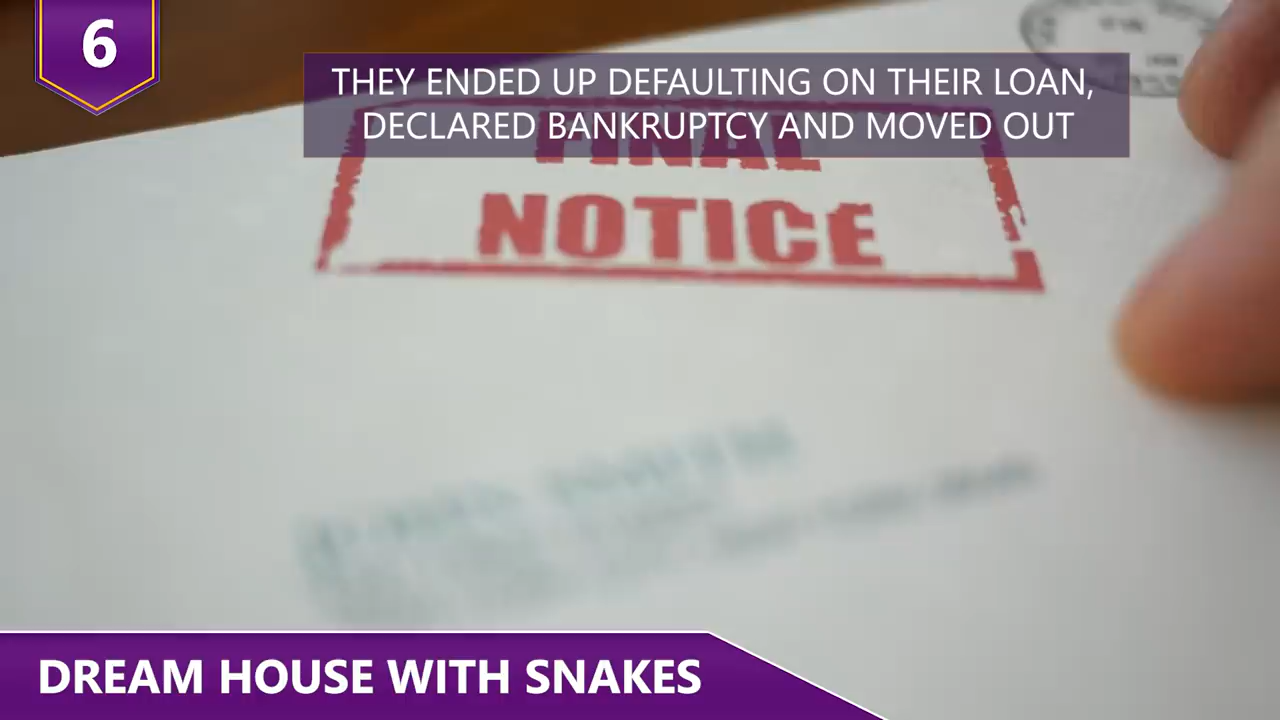 6
THEY ENDED UP DEFAULTING ON THEIR LOAN,
DECLARED BANKRUPTCY AND MOVED OUT
FINAL
NOTICE
DREAM HOUSE WITH SNAKES